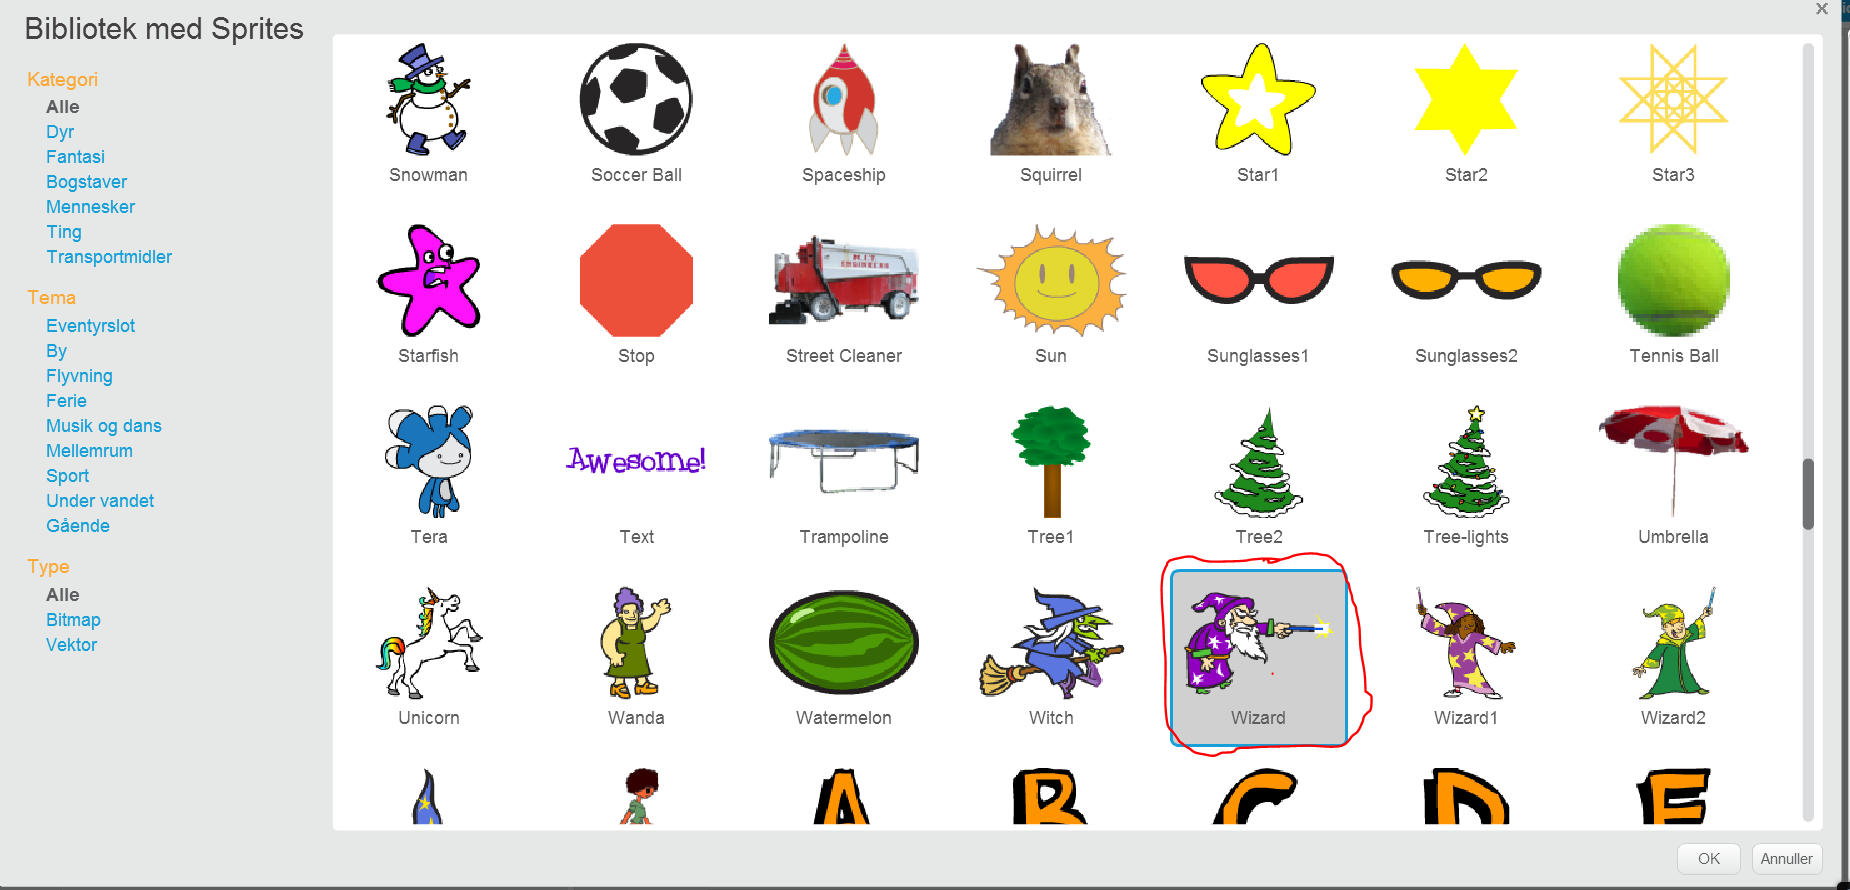 Bibliotek med Sprites
x
Kategori
Alle
Dyr
Fantasi
Bogstaver
Mennesker
Ting
Transportmidler
Tema
Eventyrslot
By
Flyvning
Ferie
Musik og dans
Mellemrum
Sport
Under vandet
Gående
Type
Alle
Bitmap
Vektor
Snowman Soccer Ball Spaceship Squirrel Star1 Star2 Star3
M.I.T
ENGINEERS
Starfish Stop Street Cleaner Sun Sunglasses1 Sunglasses2 Tennis Ball
Awesome!
Tera Text Trampoline Tree1 Tree2 Tree-lights Umbrella
Unicorn Wanda Watermelon Witch Wizard Wizard1 Wizard2
A B C D E
OK Annuller